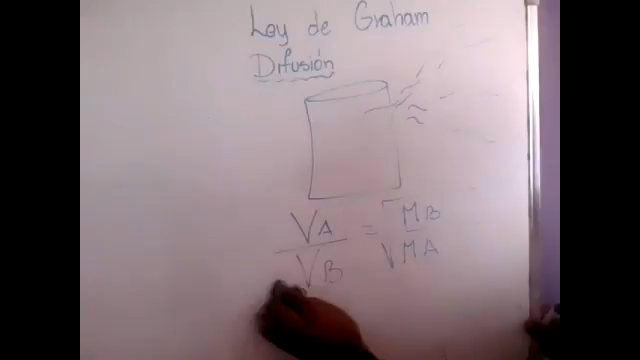 Ley de Graham
Difusión
VA = √MB
VB MA